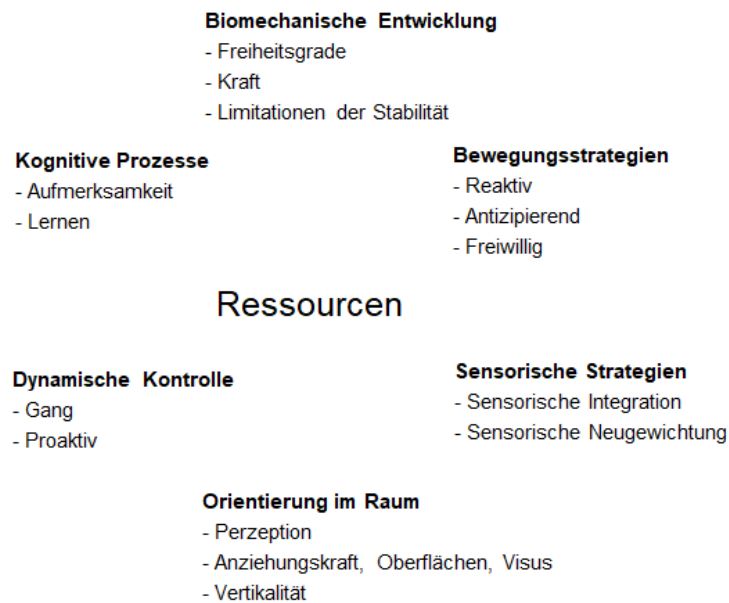 Biomechanische Entwicklung
- Freiheitsgrade
- Kraft
- Limitationen der Stabilität
Kognitive Prozesse
- Aufmerksamkeit
- Lernen
Bewegungsstrategien
- Reaktiv
- Antizipierend
- Freiwillig
Ressourcen
Dynamische Kontrolle
- Gang
- Proaktiv
Sensorische Strategien
- Sensorische Integration
- Sensorische Neugewichtung
Orientierung im Raum
- Perzeption
- Anziehungskraft, Oberflächen, Visus
- Vertikalität